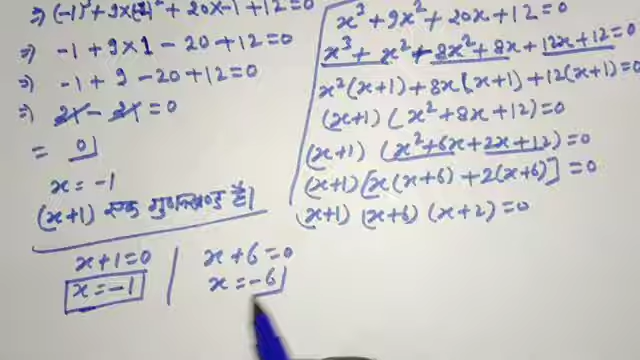 (-1)³ + 9x(-1)² + 20x-1 + 12 = 0
⇒) -1 + 9 x 1 - 20 + 12 = 0
⇒) -1 + 9 - 20 + 12 = 0
⇒) 21 - 21 = 0
= 0
x = -1
(x+1) एक गुणनखण्ड है।
x+1 = 0
x = -1
x + 6 = 0
x = -6
x³ + 9x² + 20x + 12 = 0
x³ + x² + 8x² + 8x + 12x + 12 = 0
x²(x+1) + 8x(x+1) + 12(x+1) = 0
(x+1) (x² + 8x + 12) = 0
(x+1) (x² + 6x + 2x + 12) = 0
(x+1) [x(x+6) + 2(x+6)] = 0
(x+1) (x+6) (x+2) = 0